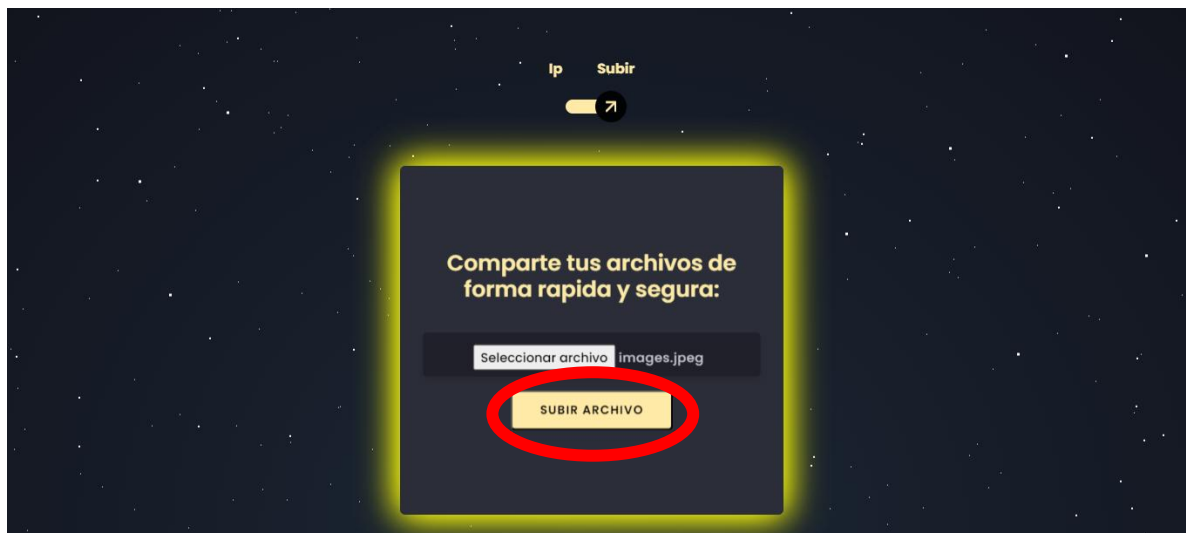 Ip Subir
Comparte tus archivos de
forma rapida y segura:
Seleccionar archivo images.jpeg
SUBIR ARCHIVO